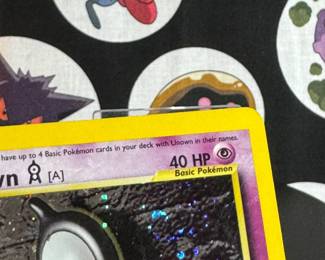 have up to 4 Basic Pokémon cards in your deck with Unown in their names.
wn [A]
40 HP
Basic Pokémon